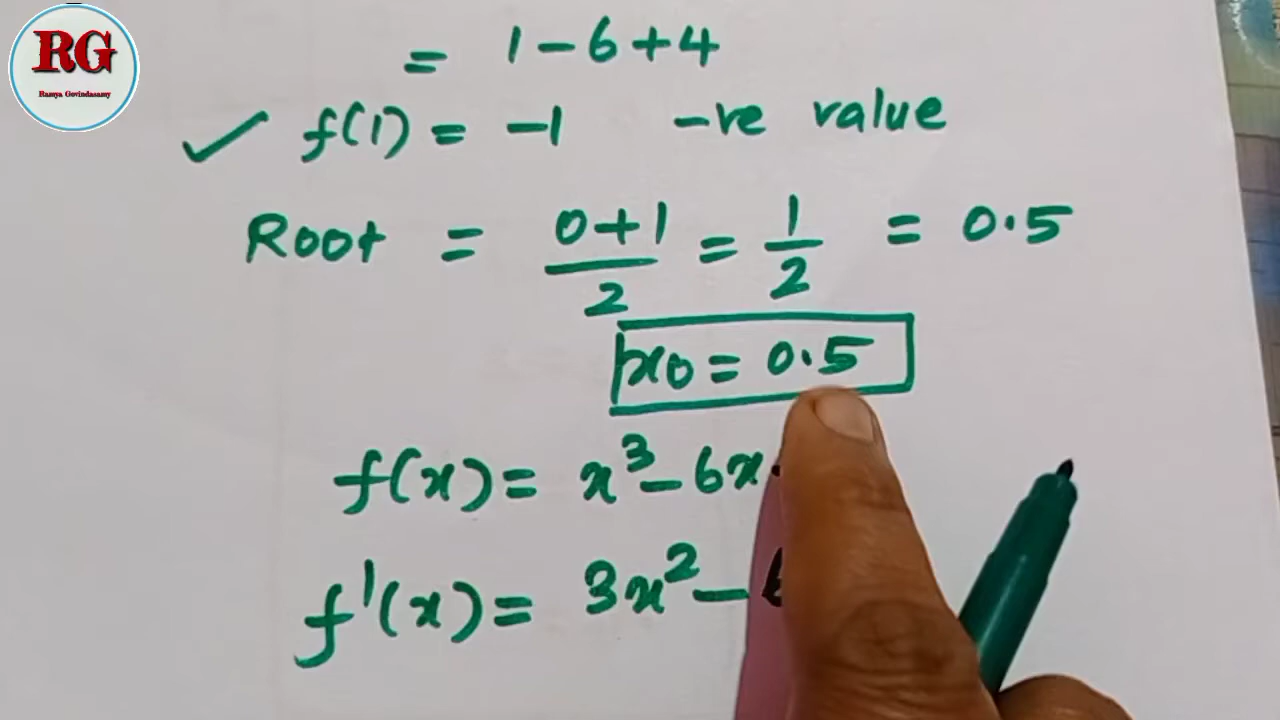 RG
Ramya Govindasamy
= 1 - 6 + 4
✓ f(1) = -1 -ve value
Root = 0+1/2 = 1/2 = 0.5
x0 = 0.5
f(x) = x³ - 6x
f'(x) = 3x² -